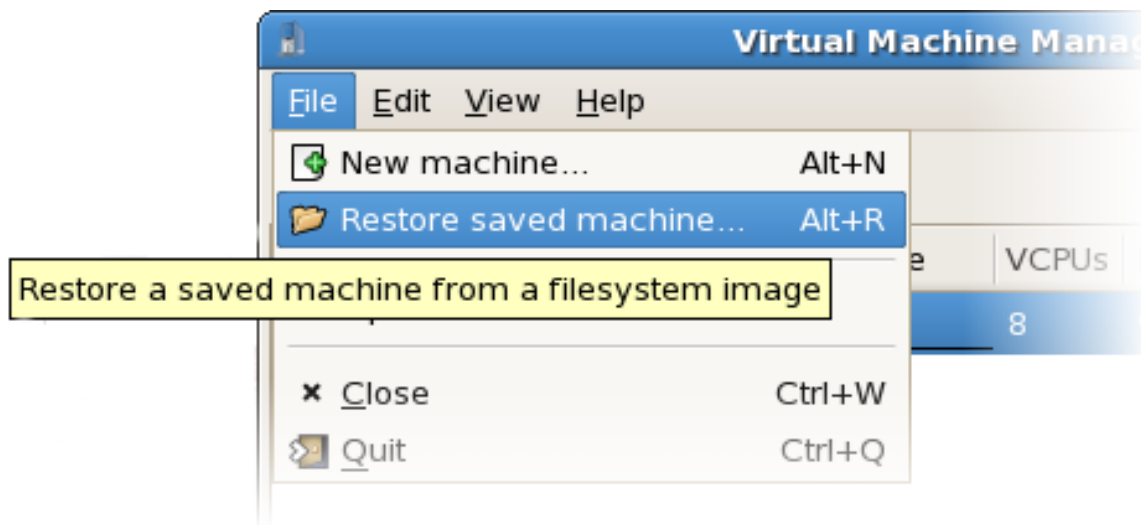 Virtual Machine
File Edit View Help
New machine... Alt+N
Restore saved machine... Alt+R
VCPUs
Restore a saved machine from a filesystem image
8
Close Ctrl+W
Quit Ctrl+Q